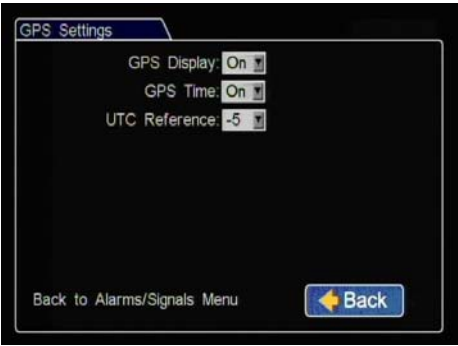 GPS Settings
GPS Display: On
GPS Time: On
UTC Reference: -5
Back to Alarms/Signals Menu
Back